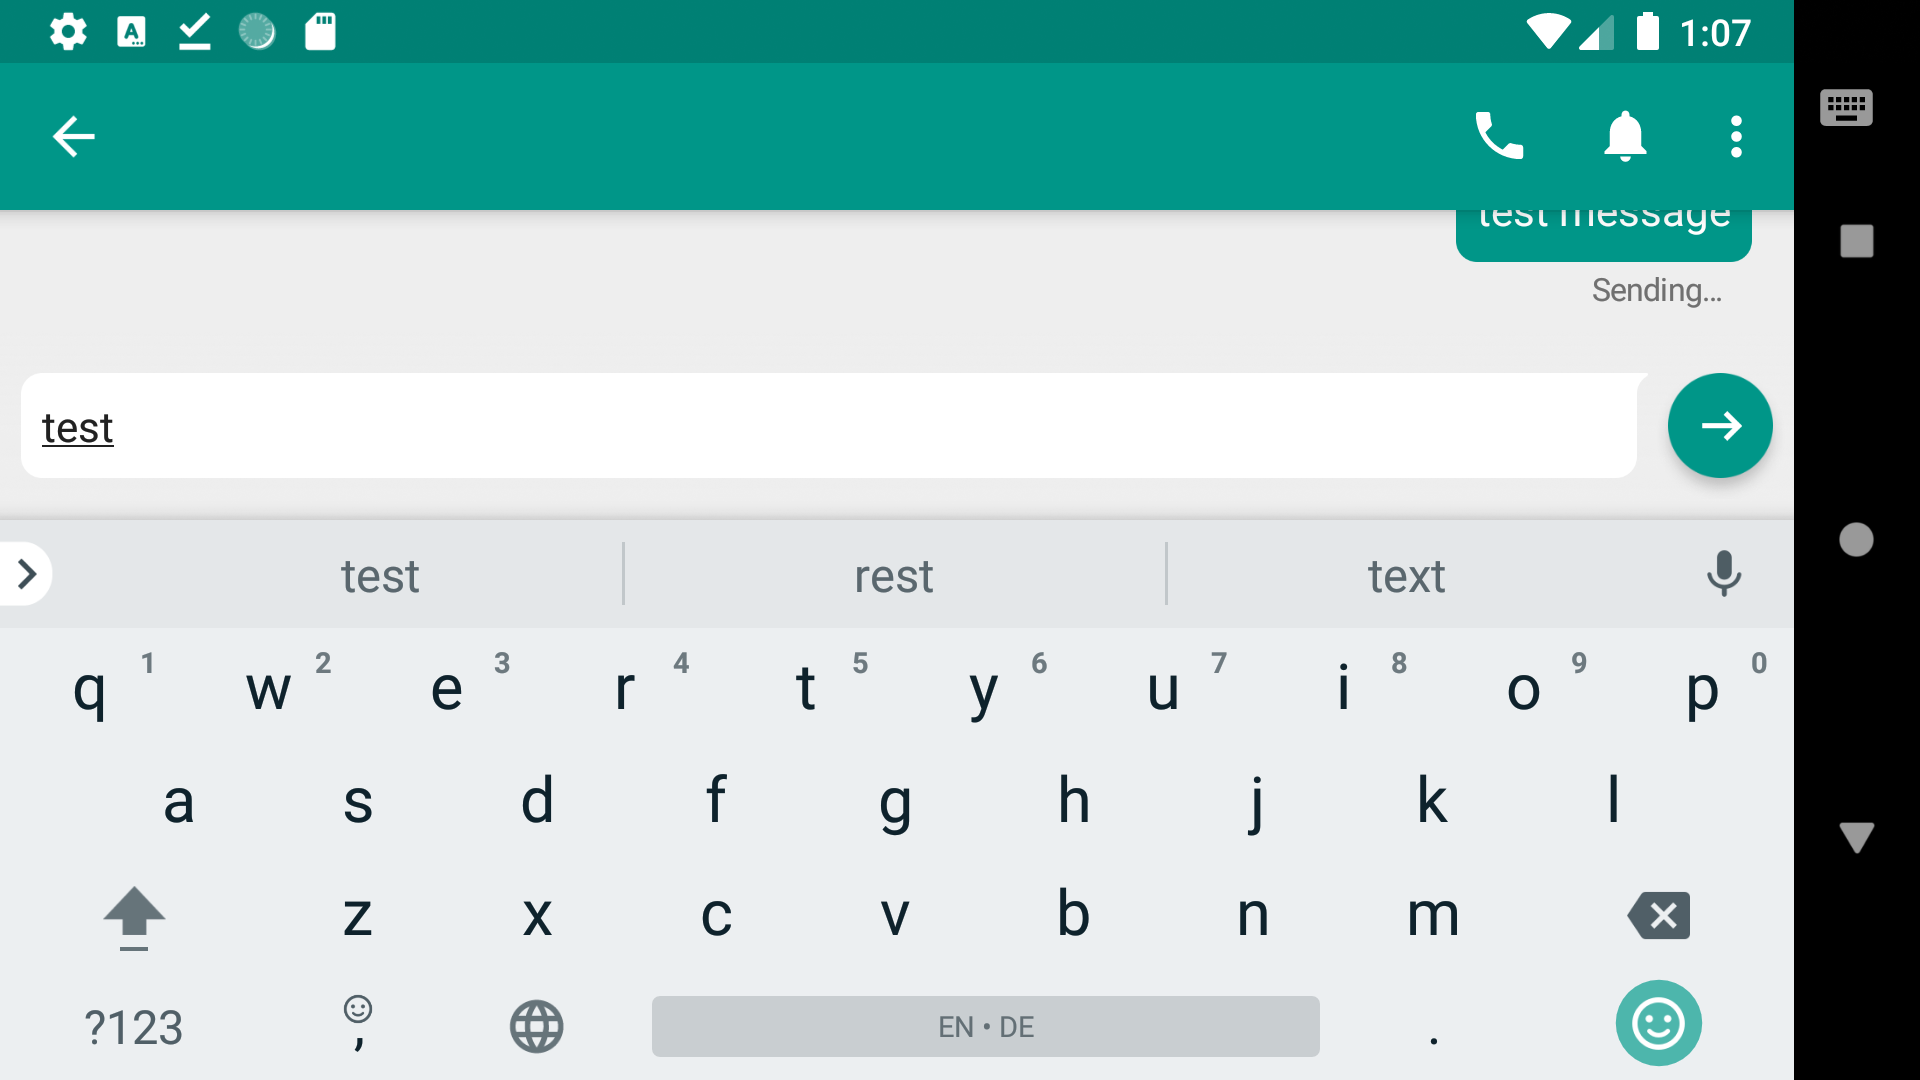 1:07
test message
Sending...
test
test rest text
q 1 w 2 e 3 r 4 t 5 y 6 u 7 i 8 o 9 p 0
a s d f g h j k l
z x c v b n m
?123 , EN • DE .